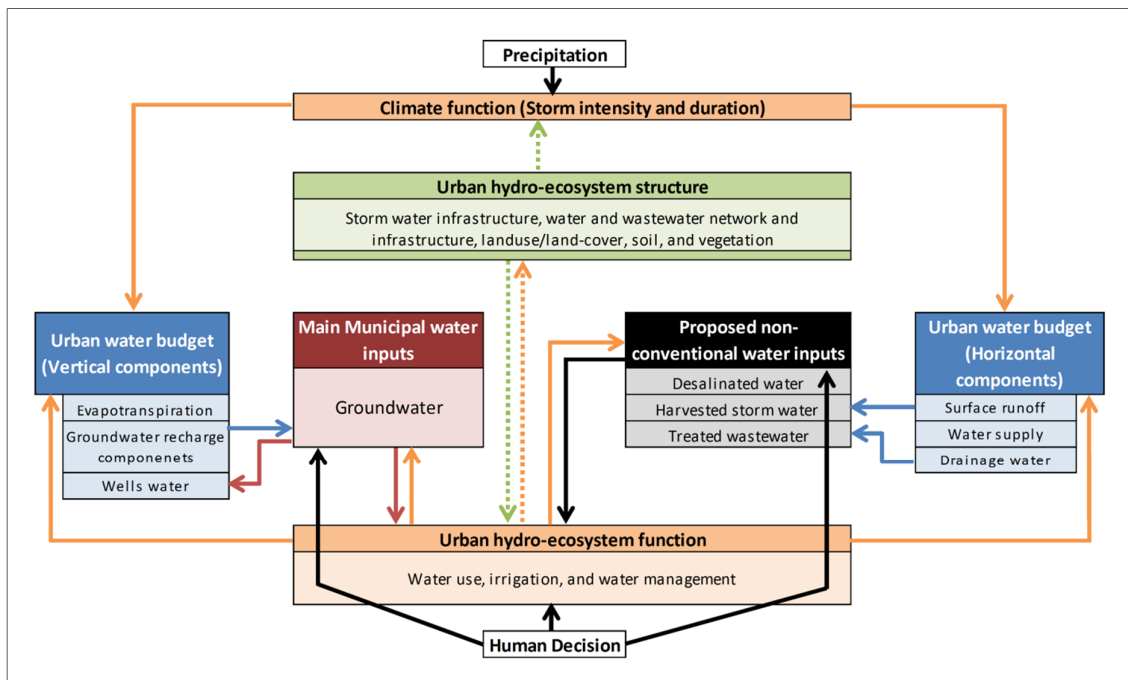 Precipitation
Climate function (Storm intensity and duration)
Urban hydro-ecosystem structure
Storm water infrastructure, water and wastewater network and
infrastructure, landuse/land-cover, soil, and vegetation
Urban water budget
(Vertical components)
Evapotranspiration
Groundwater recharge
componenets
Wells water
Main Municipal water
inputs
Groundwater
Proposed non-
conventional water inputs
Desalinated water
Harvested storm water
Treated wastewater
Urban water budget
(Horizontal
components)
Surface runoff
Water supply
Drainage water
Urban hydro-ecosystem function
Water use, irrigation, and water management
Human Decision